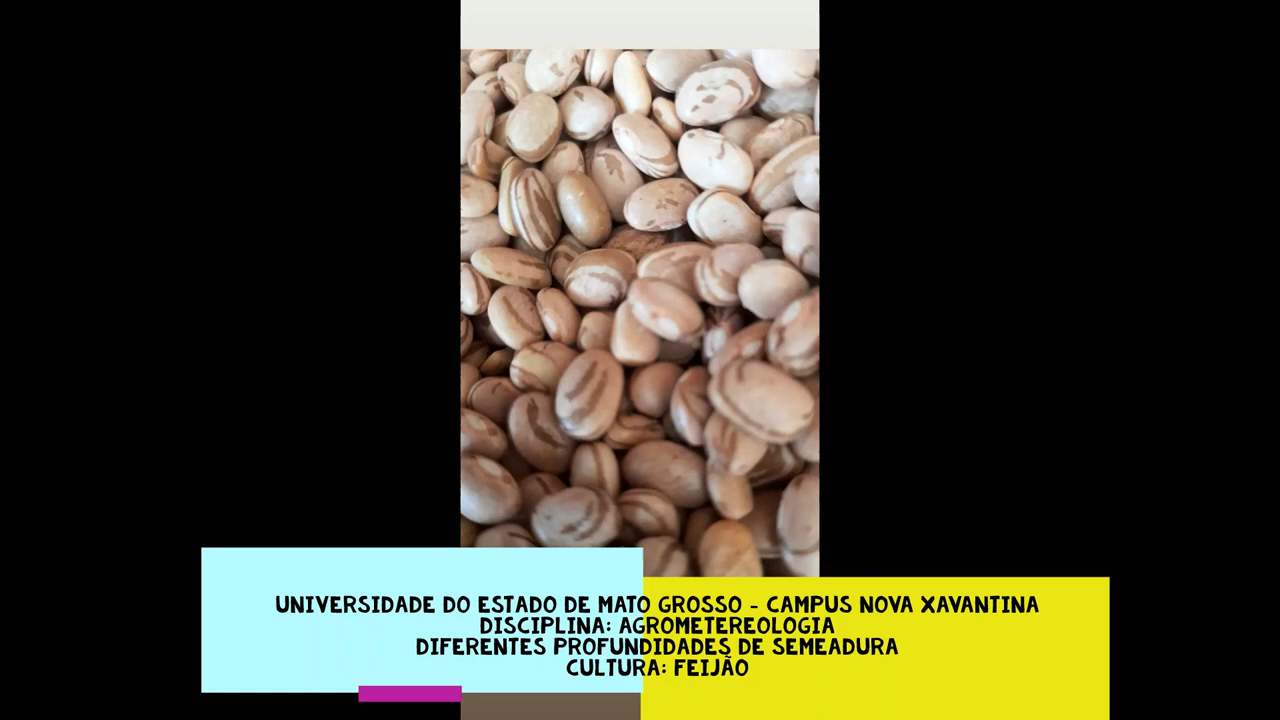 UNIVERSIDADE DO ESTADO DE MATO GROSSO - CAMPUS NOVA XAVANTINA
DISCIPLINA: AGROMETEREOLOGIA
DIFERENTES PROFUNDIDADES DE SEMEADURA
CULTURA: FEIJÃO